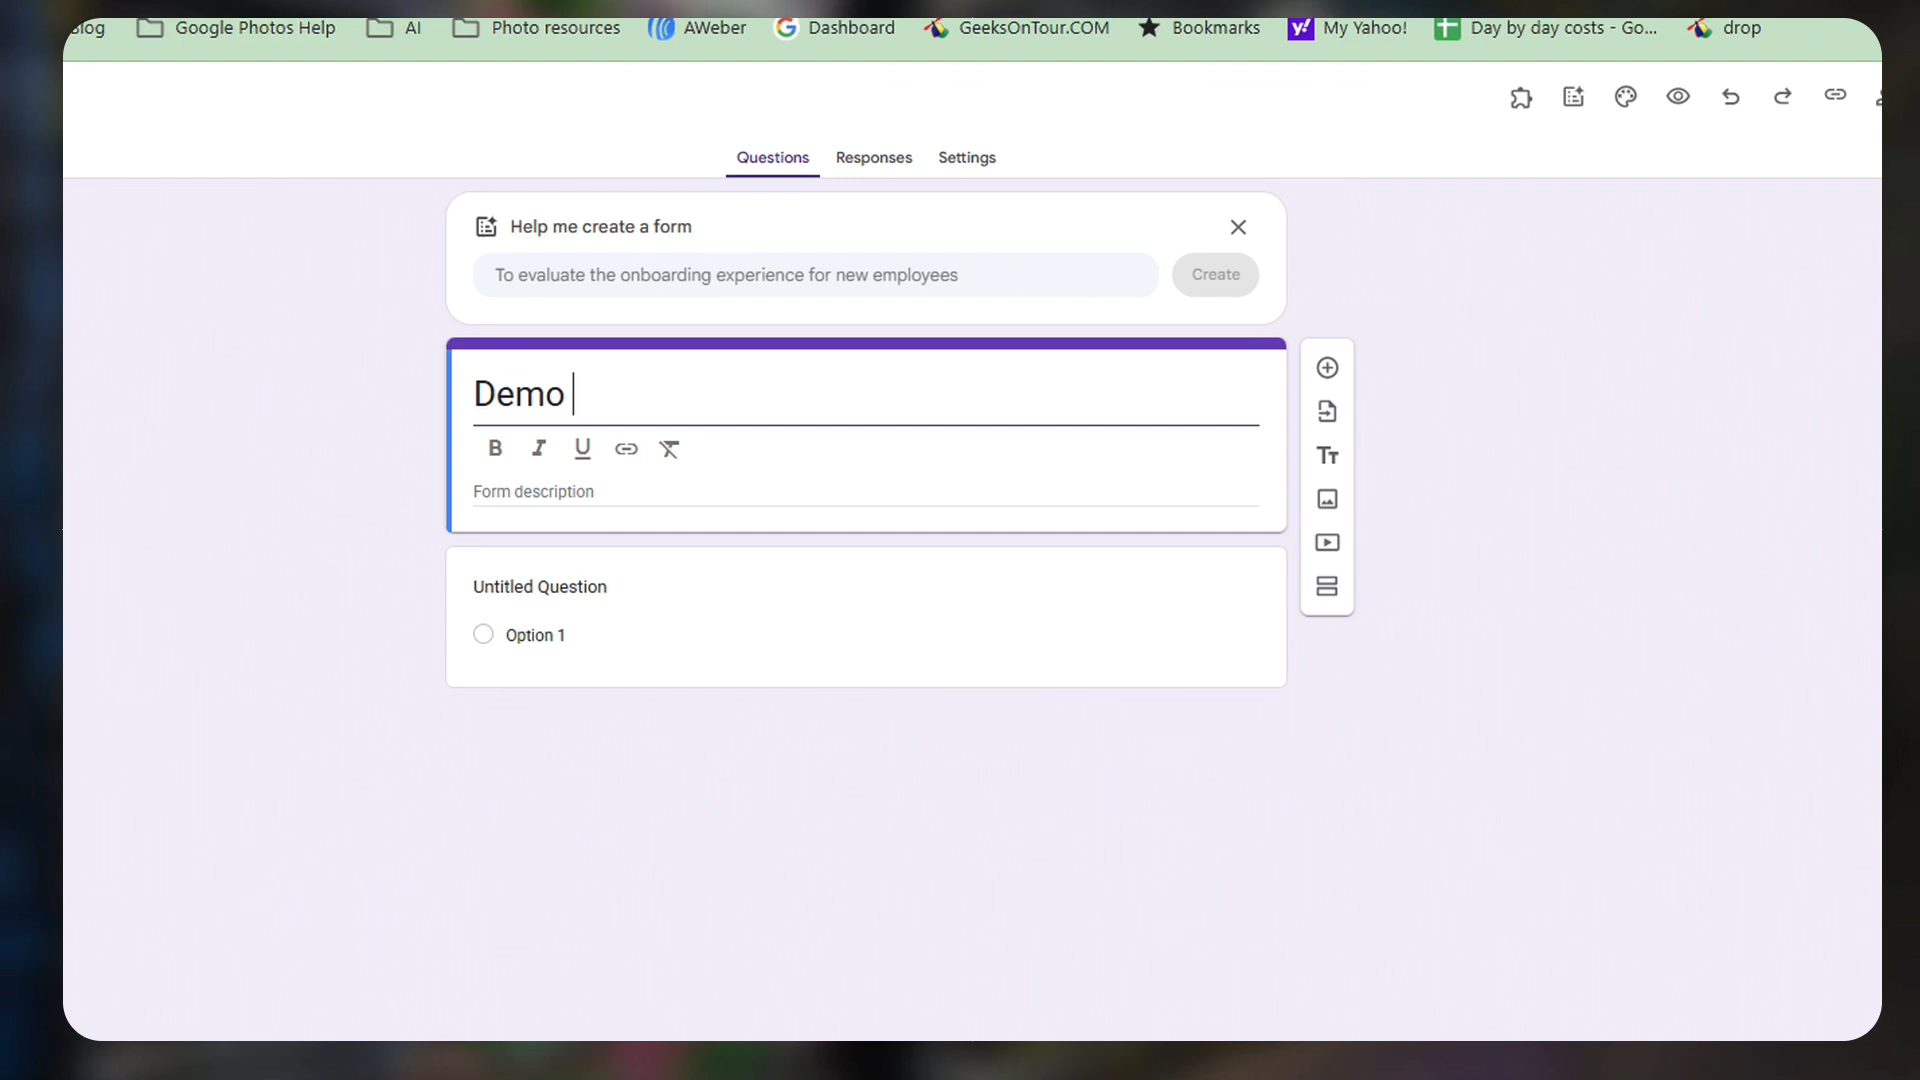 Blog Google Photos Help AI Photo resources AWeber Dashboard GeeksOnTour.COM Bookmarks My Yahoo! Day by day costs - Go... drop
Questions Responses Settings
Help me create a form
To evaluate the onboarding experience for new employees Create
Demo
B I U
Form description
Untitled Question
Option 1